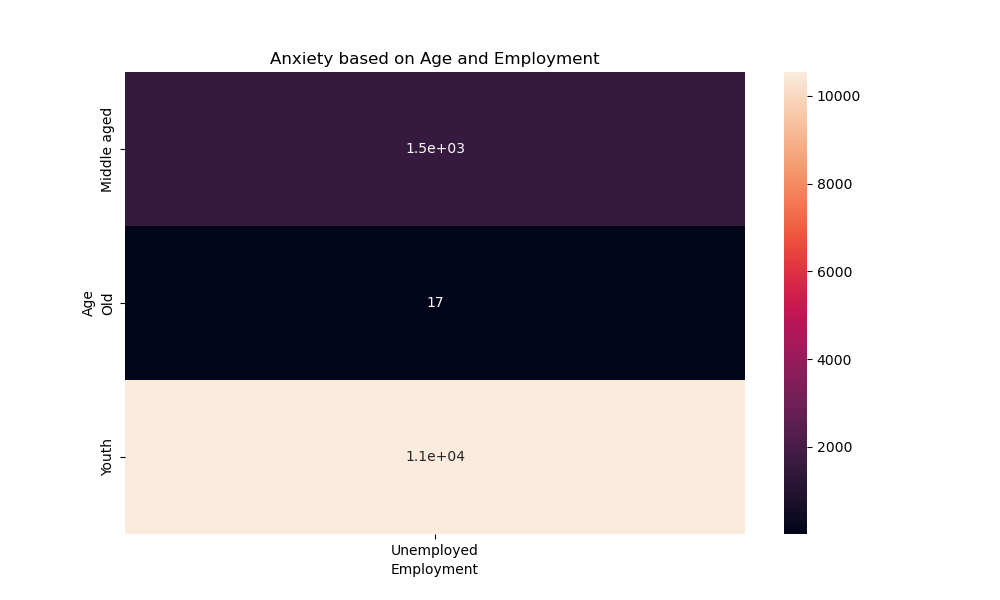 Anxiety based on Age and Employment
Middle aged
1.5e+03
Old
17
Youth
1.1e+04
Age
Unemployed
Employment
10000
8000
6000
4000
2000